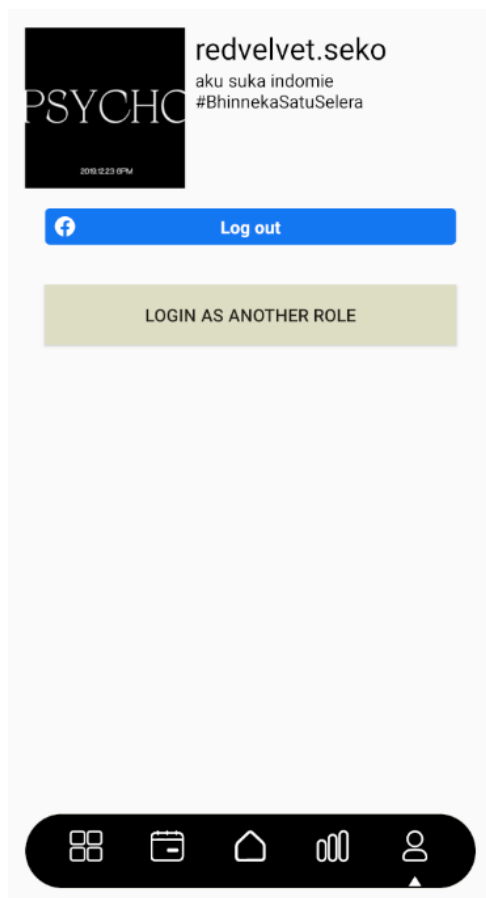 PSYCHO
2019.12.23 6PM
redvelvet.seko
aku suka indomie
#BhinnekaSatuSelera
Log out
LOGIN AS ANOTHER ROLE